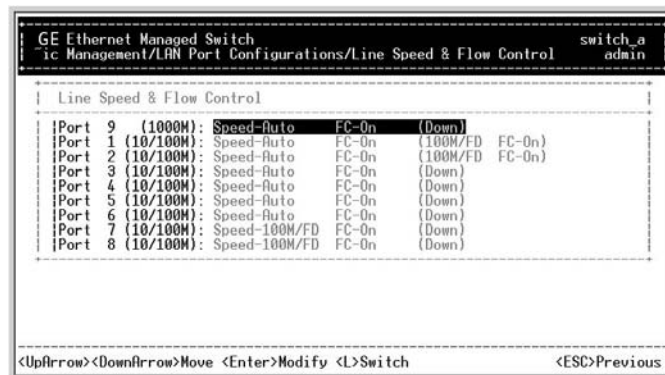 GE Ethernet Managed Switch switch_a
ic Management/LAN Port Configurations/Line Speed & Flow Control admin
Line Speed & Flow Control
Port 9 (1000M): Speed-Auto FC-On (Down)
Port 1 (10/100M): Speed-Auto FC-On (100M/FD FC-On)
Port 2 (10/100M): Speed-Auto FC-On (100M/FD FC-On)
Port 3 (10/100M): Speed-Auto FC-On (Down)
Port 4 (10/100M): Speed-Auto FC-On (Down)
Port 5 (10/100M): Speed-Auto FC-On (Down)
Port 6 (10/100M): Speed-Auto FC-On (Down)
Port 7 (10/100M): Speed-100M/FD FC-On (Down)
Port 8 (10/100M): Speed-100M/FD FC-On (Down)
<UpArrow><DownArrow>Move <Enter>Modify <L>Switch <ESC>Previous